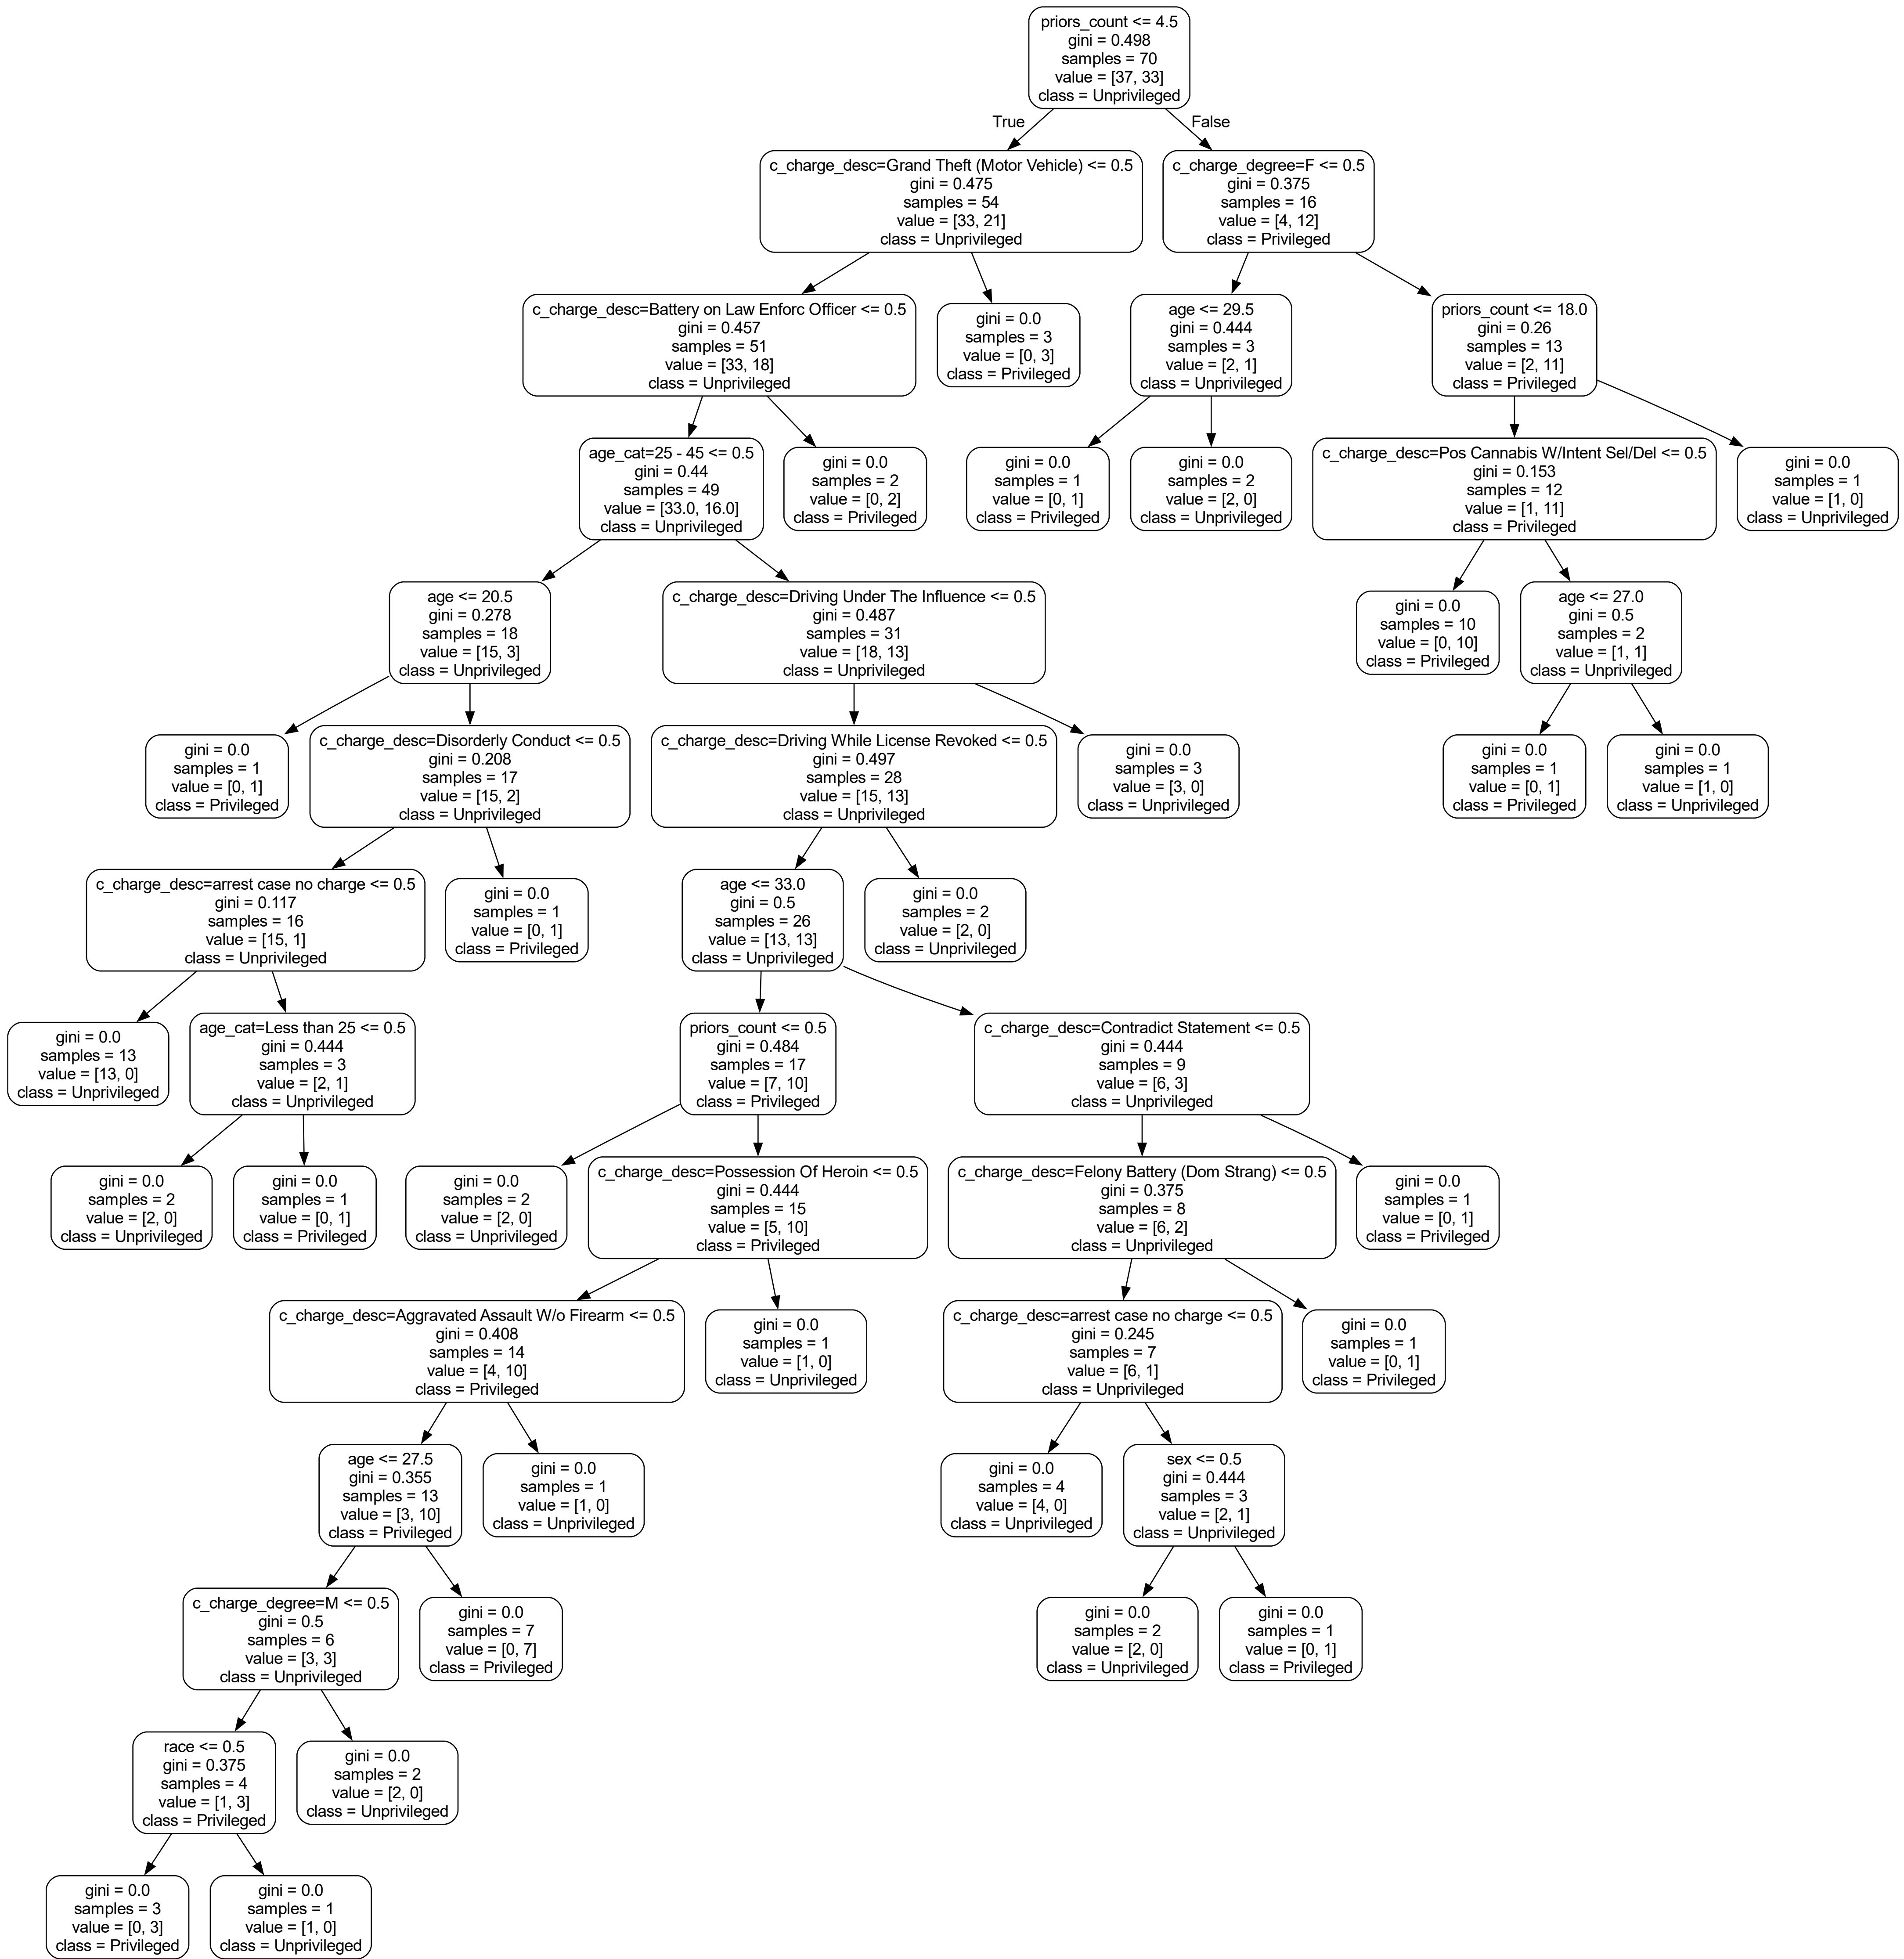 priors_count <= 4.5
gini = 0.498
samples = 70
value = [37, 33]
class = Unprivileged
True
False
c_charge_desc=Grand Theft (Motor Vehicle) <= 0.5
gini = 0.475
samples = 54
value = [33, 21]
class = Unprivileged
c_charge_degree=F <= 0.5
gini = 0.375
samples = 16
value = [4, 12]
class = Privileged
c_charge_desc=Battery on Law Enforc Officer <= 0.5
gini = 0.457
samples = 51
value = [33, 18]
class = Unprivileged
gini = 0.0
samples = 3
value = [0, 3]
class = Privileged
age <= 29.5
gini = 0.444
samples = 3
value = [2, 1]
class = Unprivileged
priors_count <= 18.0
gini = 0.26
samples = 13
value = [2, 11]
class = Privileged
age_cat=25 - 45 <= 0.5
gini = 0.44
samples = 49
value = [33.0, 16.0]
class = Unprivileged
gini = 0.0
samples = 2
value = [0, 2]
class = Privileged
gini = 0.0
samples = 1
value = [0, 1]
class = Privileged
gini = 0.0
samples = 2
value = [2, 0]
class = Unprivileged
c_charge_desc=Pos Cannabis W/Intent Sel/Del <= 0.5
gini = 0.153
samples = 12
value = [1, 11]
class = Privileged
gini = 0.0
samples = 1
value = [1, 0]
class = Unprivileged
age <= 20.5
gini = 0.278
samples = 18
value = [15, 3]
class = Unprivileged
c_charge_desc=Driving Under The Influence <= 0.5
gini = 0.487
samples = 31
value = [18, 13]
class = Unprivileged
gini = 0.0
samples = 10
value = [0, 10]
class = Privileged
age <= 27.0
gini = 0.5
samples = 2
value = [1, 1]
class = Unprivileged
gini = 0.0
samples = 1
value = [0, 1]
class = Privileged
c_charge_desc=Disorderly Conduct <= 0.5
gini = 0.208
samples = 17
value = [15, 2]
class = Unprivileged
c_charge_desc=Driving While License Revoked <= 0.5
gini = 0.497
samples = 28
value = [15, 13]
class = Unprivileged
gini = 0.0
samples = 3
value = [3, 0]
class = Unprivileged
gini = 0.0
samples = 1
value = [0, 1]
class = Privileged
gini = 0.0
samples = 1
value = [1, 0]
class = Unprivileged
c_charge_desc=arrest case no charge <= 0.5
gini = 0.117
samples = 16
value = [15, 1]
class = Unprivileged
gini = 0.0
samples = 1
value = [0, 1]
class = Privileged
age <= 33.0
gini = 0.5
samples = 26
value = [13, 13]
class = Unprivileged
gini = 0.0
samples = 2
value = [2, 0]
class = Unprivileged
gini = 0.0
samples = 13
value = [13, 0]
class = Unprivileged
age_cat=Less than 25 <= 0.5
gini = 0.444
samples = 3
value = [2, 1]
class = Unprivileged
priors_count <= 0.5
gini = 0.484
samples = 17
value = [7, 10]
class = Privileged
c_charge_desc=Contradict Statement <= 0.5
gini = 0.444
samples = 9
value = [6, 3]
class = Unprivileged
gini = 0.0
samples = 2
value = [2, 0]
class = Unprivileged
gini = 0.0
samples = 1
value = [0, 1]
class = Privileged
gini = 0.0
samples = 2
value = [2, 0]
class = Unprivileged
c_charge_desc=Possession Of Heroin <= 0.5
gini = 0.444
samples = 15
value = [5, 10]
class = Privileged
c_charge_desc=Felony Battery (Dom Strang) <= 0.5
gini = 0.375
samples = 8
value = [6, 2]
class = Unprivileged
gini = 0.0
samples = 1
value = [0, 1]
class = Privileged
c_charge_desc=Aggravated Assault W/o Firearm <= 0.5
gini = 0.408
samples = 14
value = [4, 10]
class = Privileged
gini = 0.0
samples = 1
value = [1, 0]
class = Unprivileged
c_charge_desc=arrest case no charge <= 0.5
gini = 0.245
samples = 7
value = [6, 1]
class = Unprivileged
gini = 0.0
samples = 1
value = [0, 1]
class = Privileged
age <= 27.5
gini = 0.355
samples = 13
value = [3, 10]
class = Privileged
gini = 0.0
samples = 1
value = [1, 0]
class = Unprivileged
gini = 0.0
samples = 4
value = [4, 0]
class = Unprivileged
sex <= 0.5
gini = 0.444
samples = 3
value = [2, 1]
class = Unprivileged
c_charge_degree=M <= 0.5
gini = 0.5
samples = 6
value = [3, 3]
class = Unprivileged
gini = 0.0
samples = 7
value = [0, 7]
class = Privileged
gini = 0.0
samples = 2
value = [2, 0]
class = Unprivileged
gini = 0.0
samples = 1
value = [0, 1]
class = Privileged
race <= 0.5
gini = 0.375
samples = 4
value = [1, 3]
class = Privileged
gini = 0.0
samples = 2
value = [2, 0]
class = Unprivileged
gini = 0.0
samples = 3
value = [0, 3]
class = Privileged
gini = 0.0
samples = 1
value = [1, 0]
class = Unprivileged